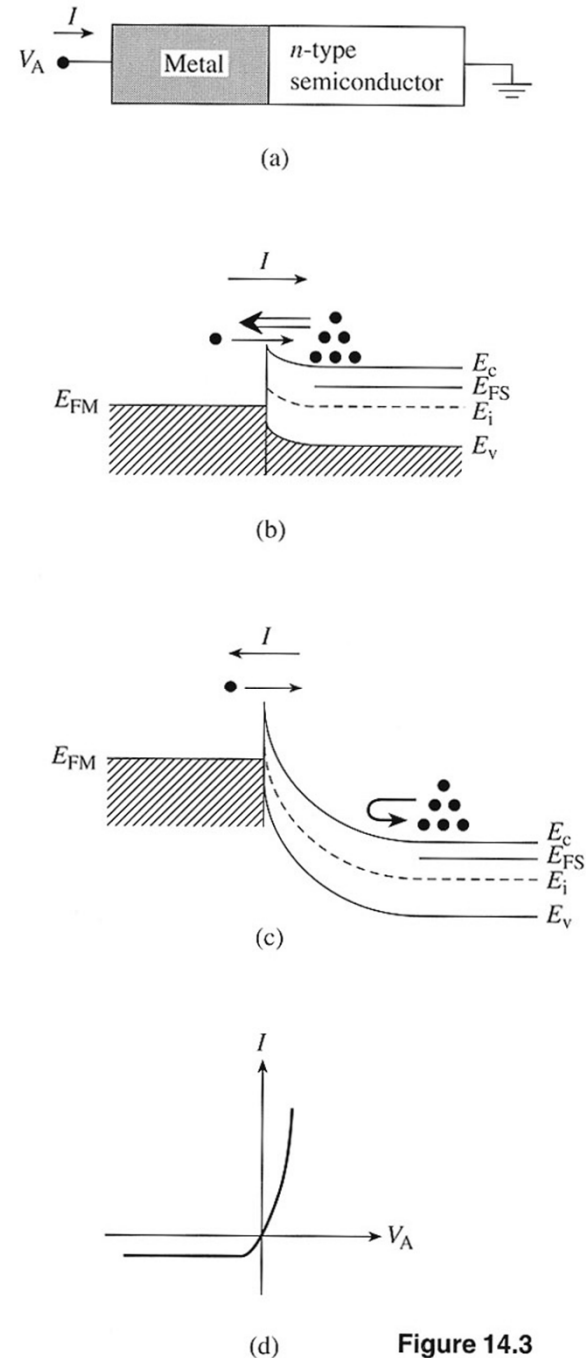 I
V_A
Metal
n-type
semiconductor
(a)
I
E_c
E_FS
E_FM
E_i
E_v
(b)
I
E_FM
E_c
E_FS
E_i
E_v
(c)
I
V_A
(d)
Figure 14.3